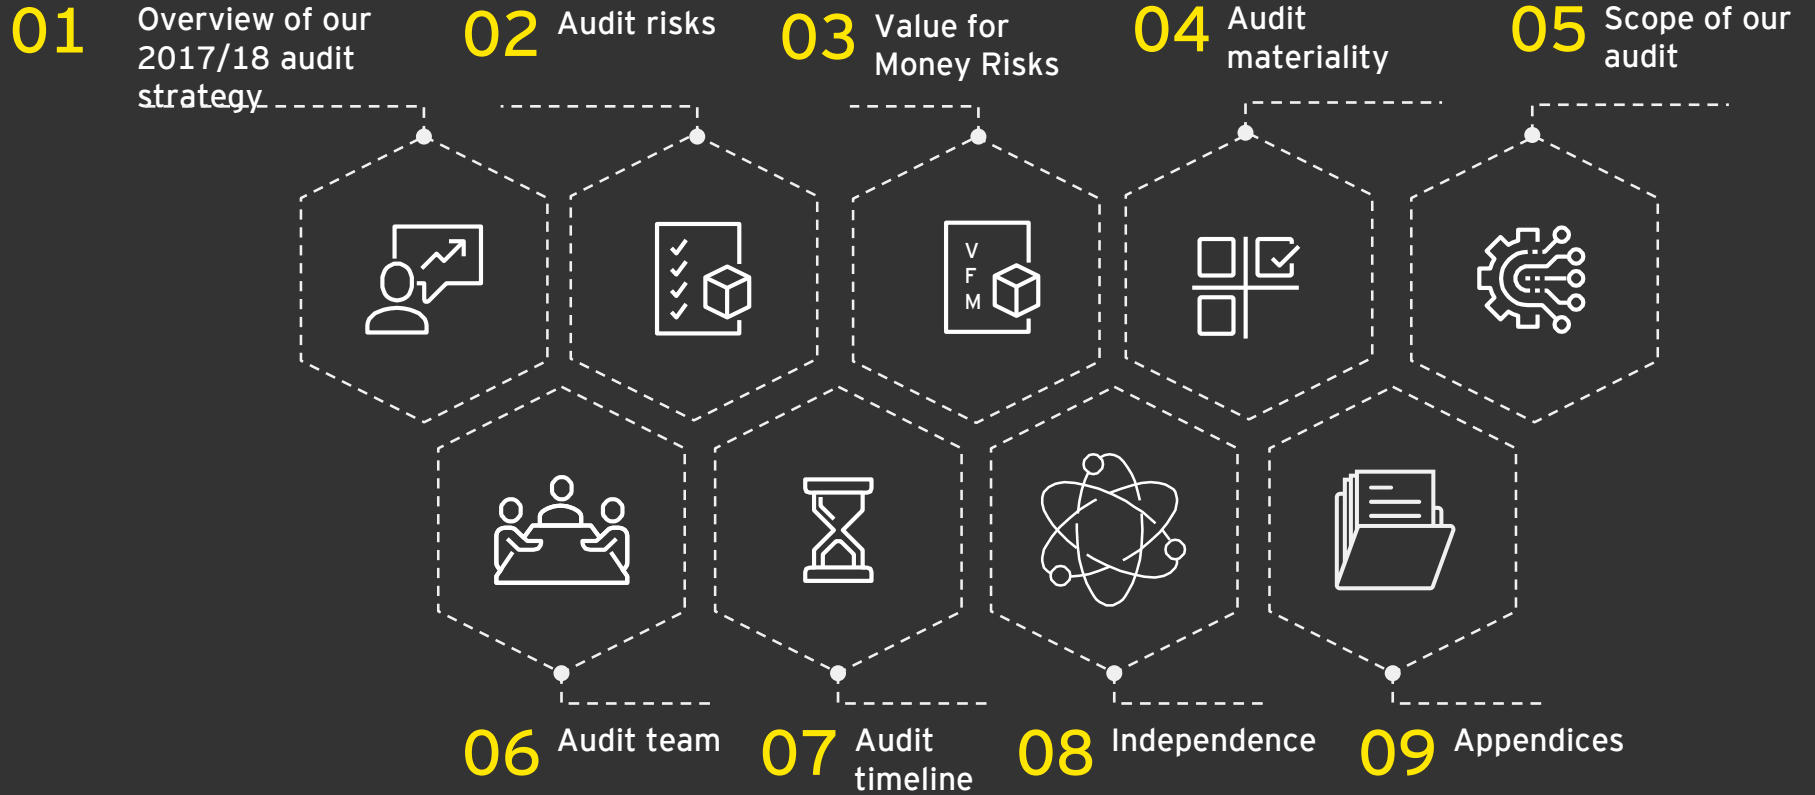 01 Overview of our
2017/18 audit
strategy
02 Audit risks
03 Value for
Money Risks
04 Audit
materiality
05 Scope of our
audit
V
F
M
06 Audit team
07 Audit
timeline
08 Independence
09 Appendices